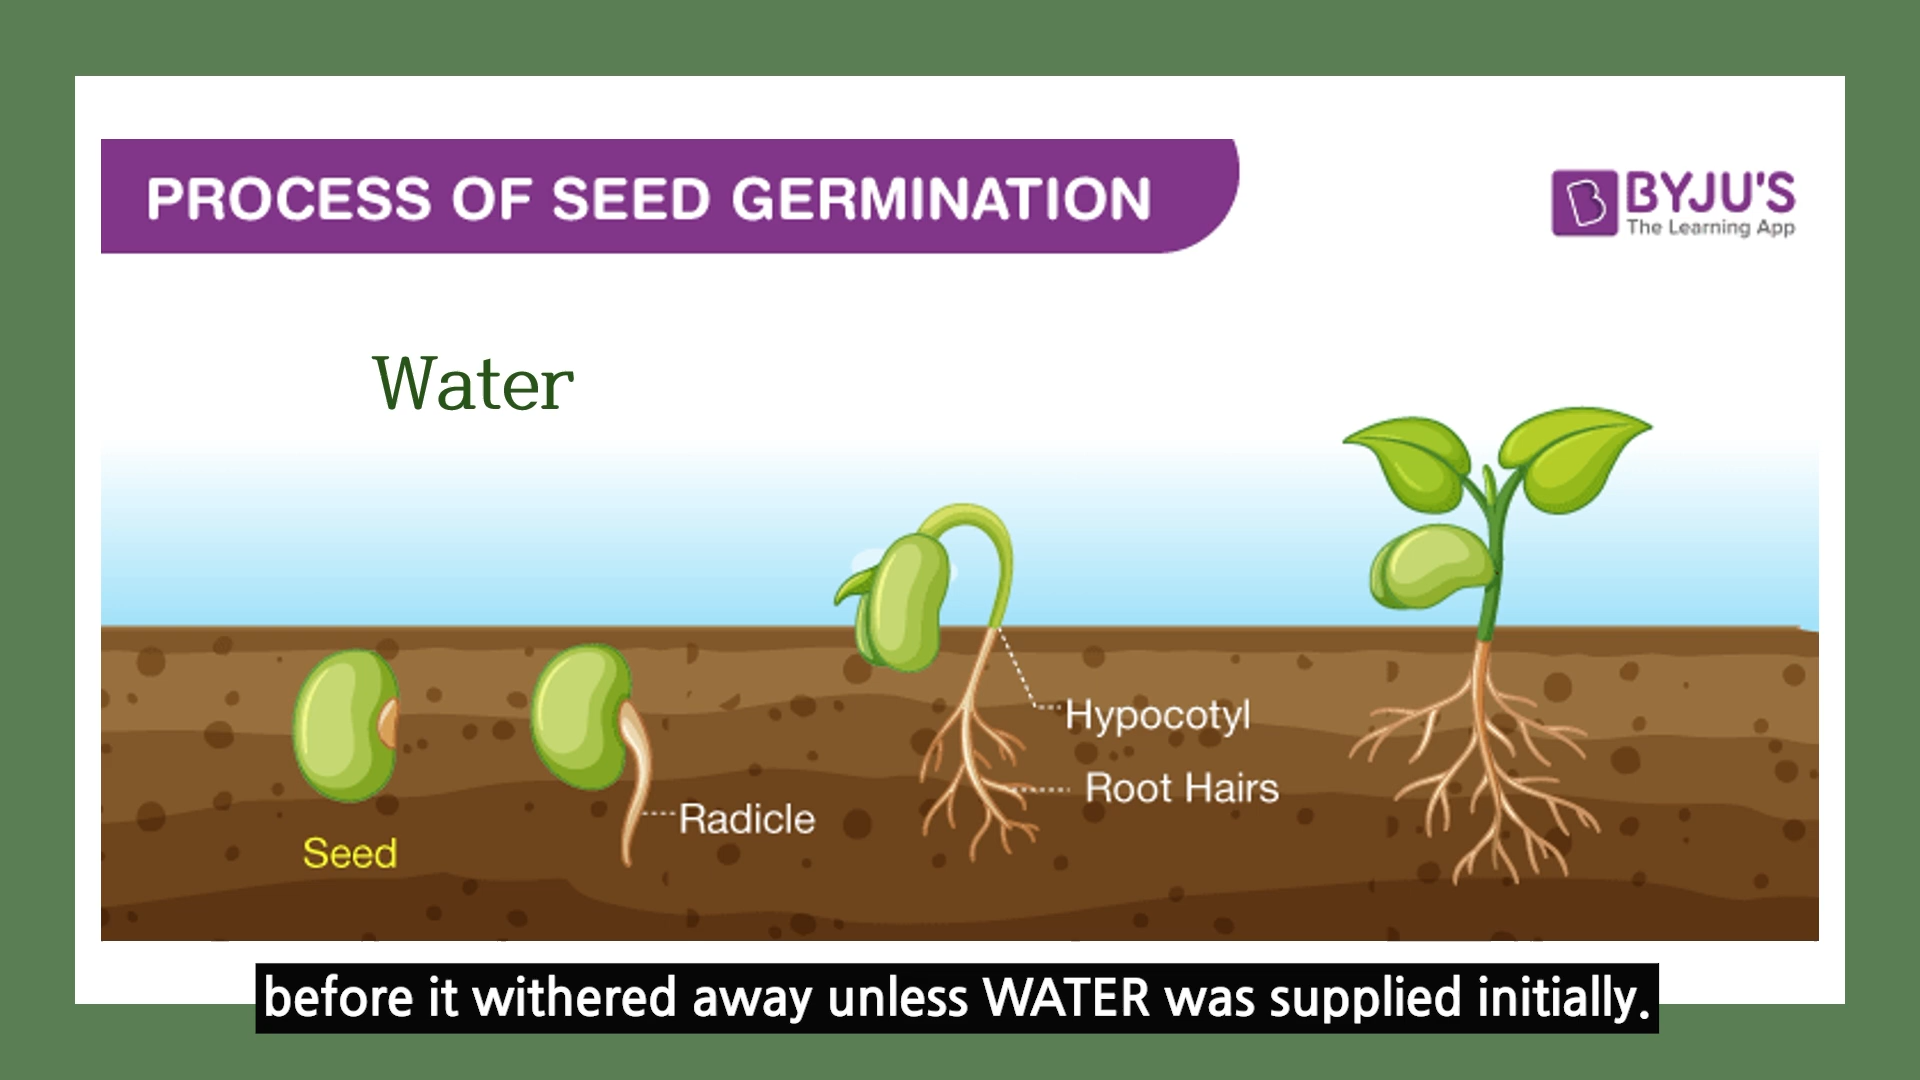 PROCESS OF SEED GERMINATION
BYJU'S
The Learning App
Water
Hypocotyl
Root Hairs
Radicle
Seed
before it withered away unless WATER was supplied initially.